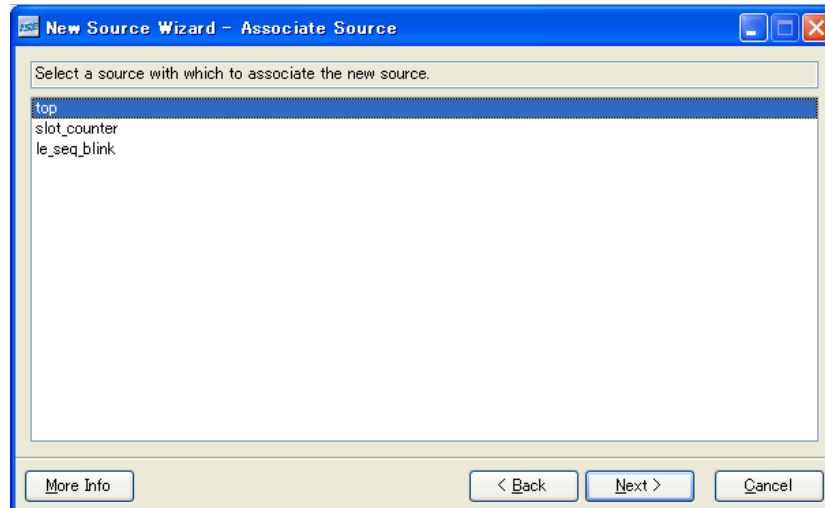 ISE New Source Wizard - Associate Source
Select a source with which to associate the new source.
top
slot_counter
le_seq_blink
More Info
< Back
Next >
Cancel